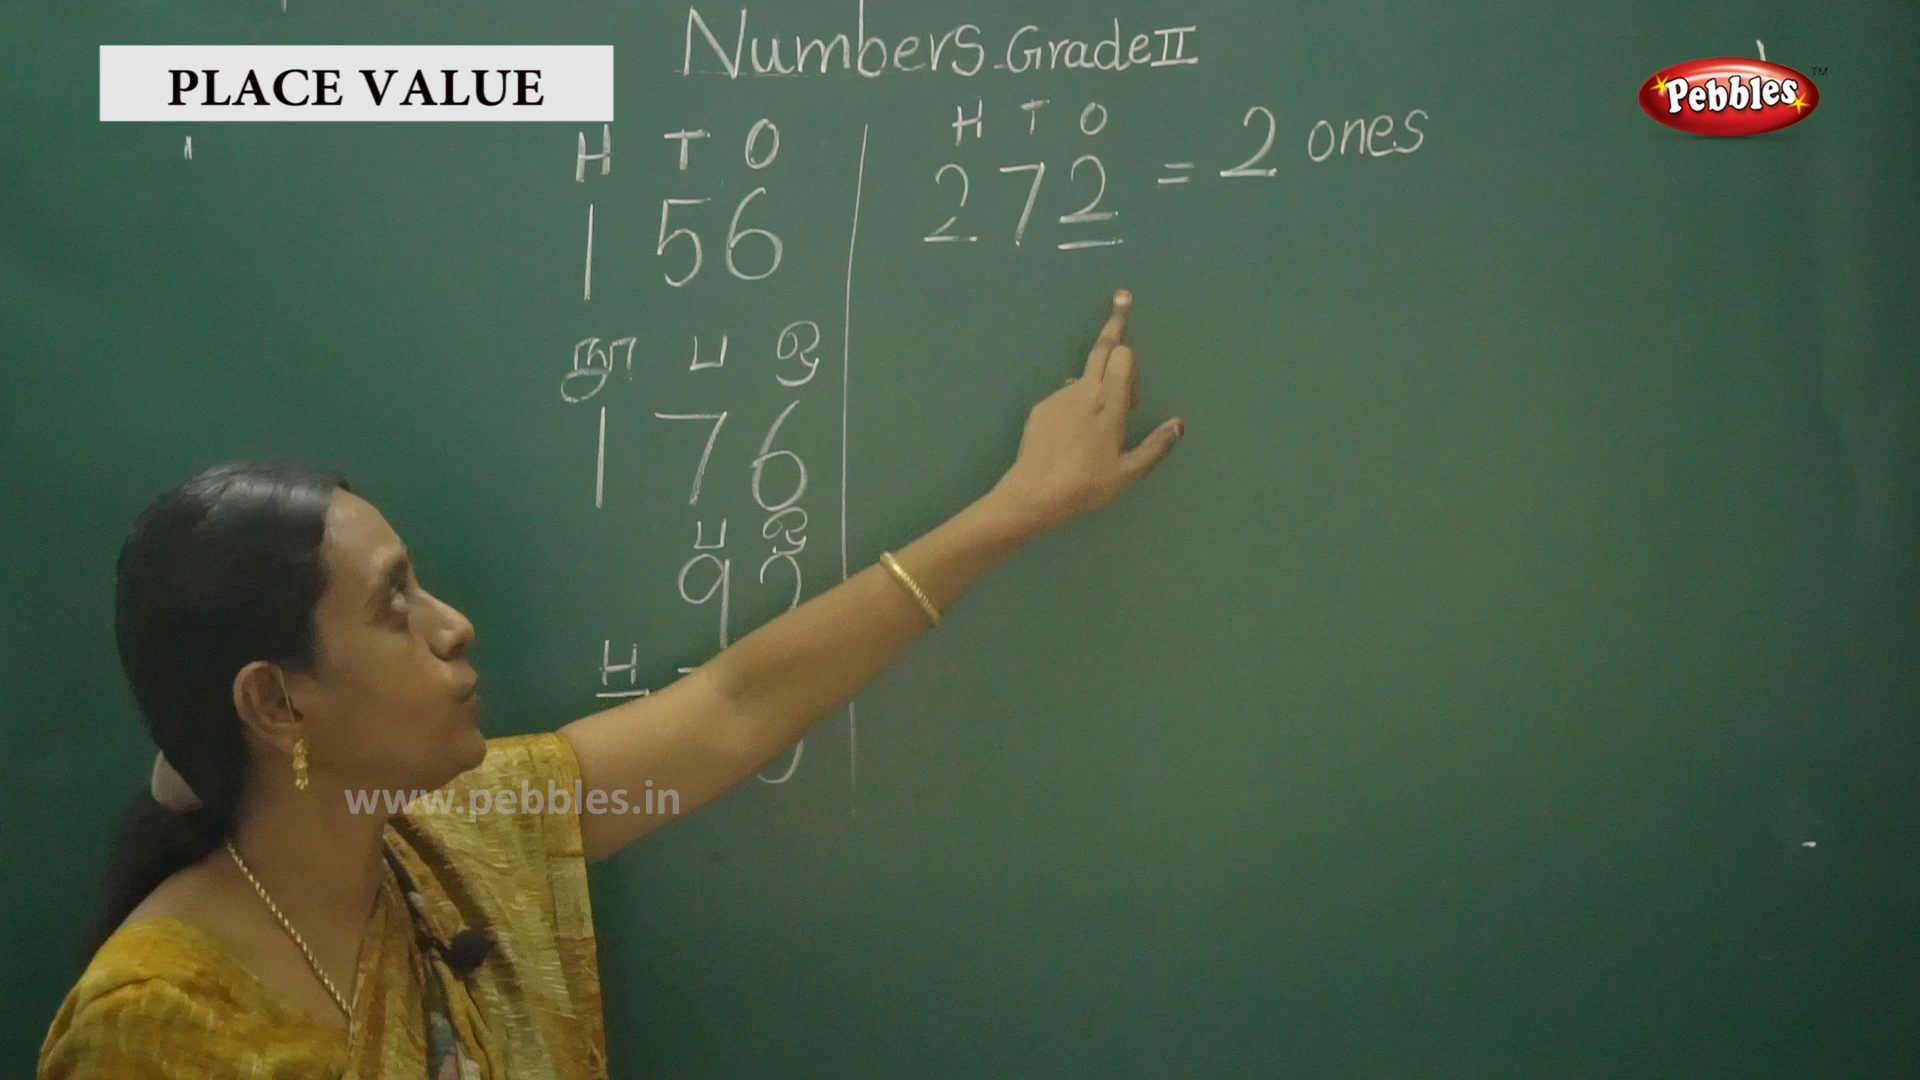 PLACE VALUE
Numbers Grade II
Pebbles™
H T O
1 5 6
நூ ப ஒ
1 7 6
ப ஒ
9 2
H
H T O
2 7 2 = 2 ones
www.pebbles.in